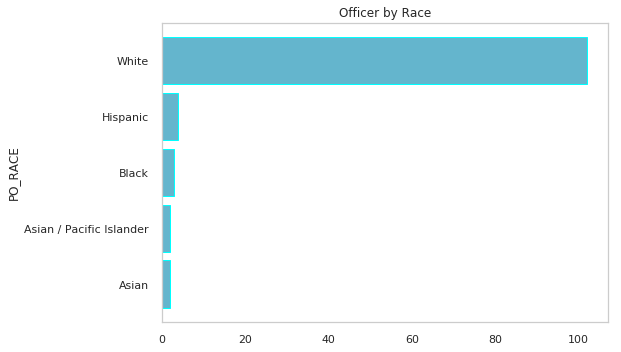 Officer by Race
PO_RACE
White
Hispanic
Black
Asian / Pacific Islander
Asian
0 20 40 60 80 100